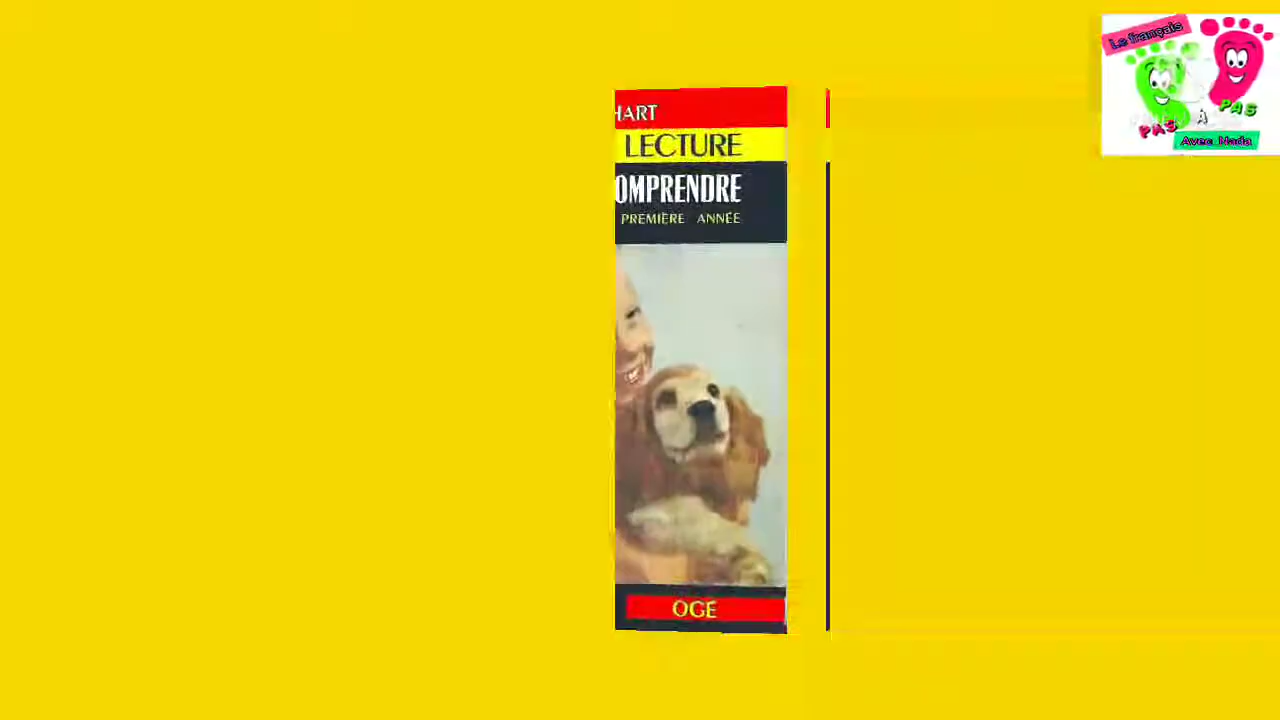 HART
LECTURE
OMPRENDRE
PREMIÈRE ANNÉE
OGE
Le français
PAS À PAS
Avec Nada